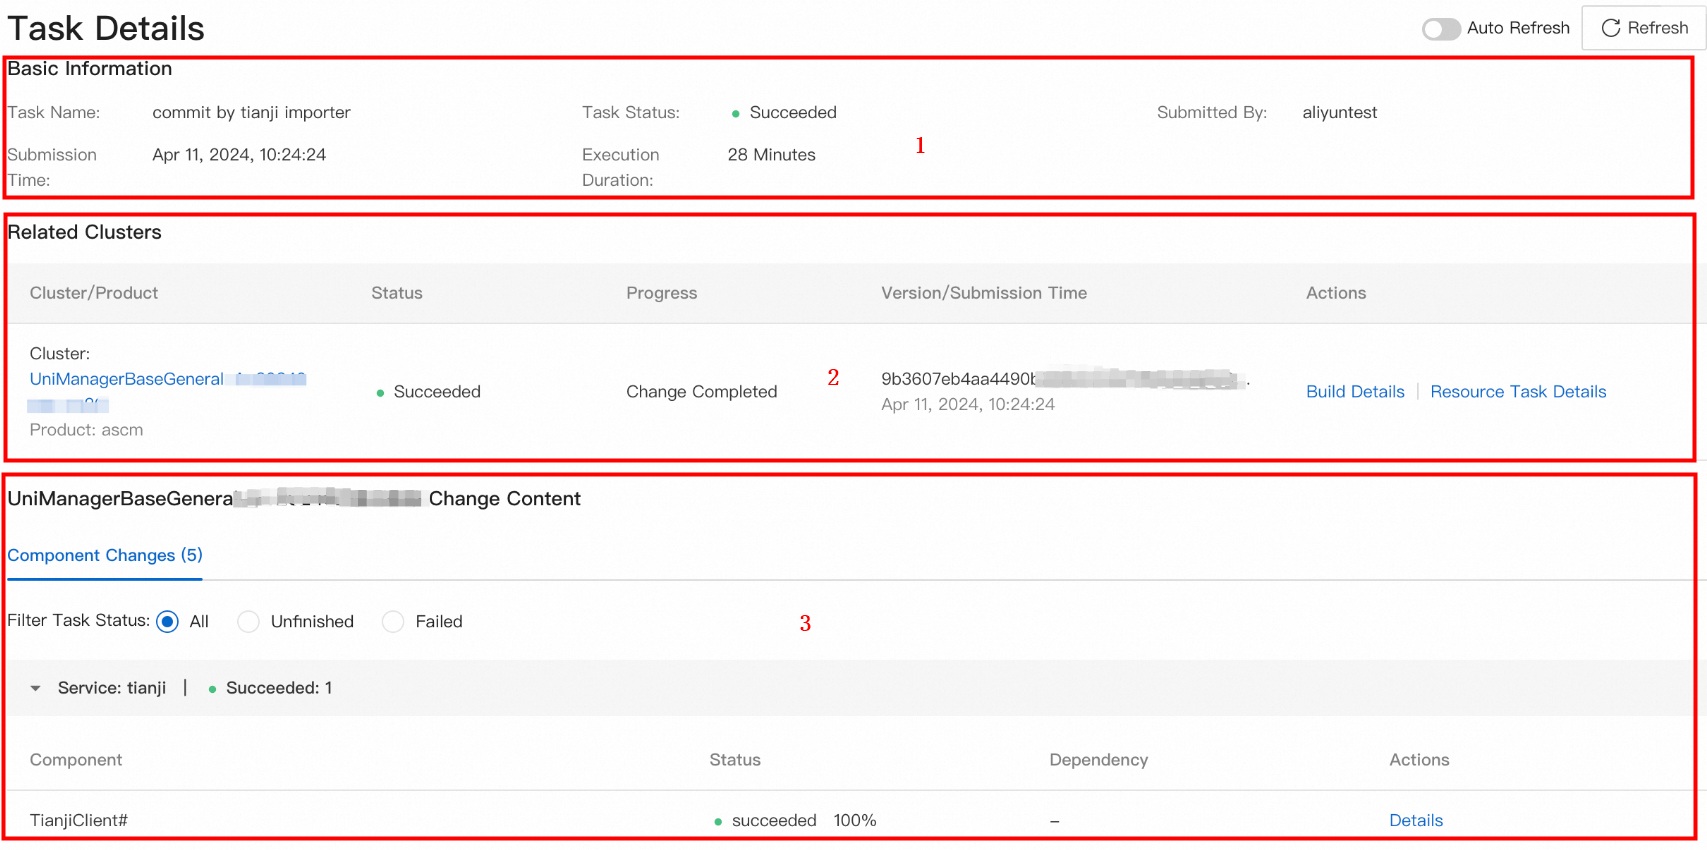 Task Details
Auto Refresh
Refresh
Basic Information
Task Name: commit by tianji importer
Task Status: Succeeded
Submitted By: aliyuntest
Submission Time: Apr 11, 2024, 10:24:24
Execution Duration: 28 Minutes
1
Related Clusters
Cluster/Product Status Progress Version/Submission Time Actions
Cluster:
UniManagerBaseGeneral
Product: ascm
Succeeded
Change Completed
2
9b3607eb4aa4490b
Apr 11, 2024, 10:24:24
Build Details | Resource Task Details
UniManagerBaseGenera Change Content
Component Changes (5)
Filter Task Status: All Unfinished Failed
3
Service: tianji | Succeeded: 1
Component Status Dependency Actions
TianjiClient# succeeded 100% – Details